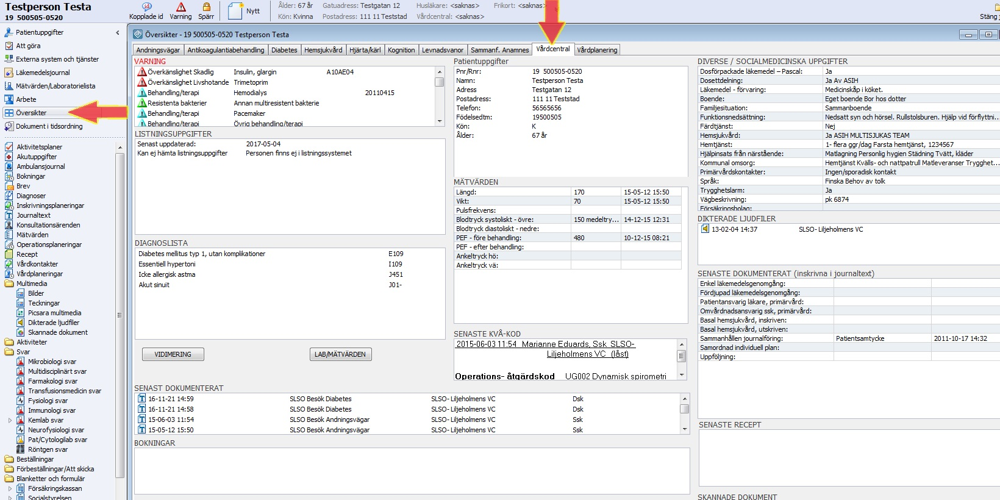 Testperson Testa
19 500505-0520
Kopplade id
Varning
Spärr
Nytt
Ålder: 67 år
Kön: Kvinna
Gatuadress: Testgatan 12
Postadress: 111 11 Teststad
Husläkare: <saknas>
Vårdcentral: <saknas>
Frikort: <saknas>
Stäng j
Patientuppgifter
Att göra
Externa system och tjänster
Läkemedelsjournal
Mätvärden/Laboratorielista
Arbete
Översikter
Dokument i tidsordning
Aktivitetsplaner
Akutuppgifter
Ambulansjournal
Bokningar
Brev
Diagnoser
Inskrivningsplaneringar
Journaltext
Konsultationsärenden
Mätvärden
Operationsplaneringar
Recept
Vårdkontakter
Vårdplaneringar
Multimedia
Bilder
Teckningar
Picsara multimedia
Dikterade ljudfiler
Skannade dokument
Aktiviteter
Svar
Mikrobiologi svar
Multidisciplinärt svar
Farmakologi svar
Transfusionsmedicin svar
Fysiologi svar
Immunologi svar
Kemlab svar
Neurofysiologi svar
Pat/Cytologilab svar
Röntgen svar
Beställningar
Förbeställningar/Att skicka
Blanketter och formulär
Försäkringskassan
Socialstyrelsen
Översikter - 19 500505-0520 Testperson Testa
Andningsvägar Antikoagulantiabehandling Diabetes Hemsjukvård Hjärta/kärl Kognition Levnadsvanor Sammanf. Anamnes Vårdcentral Vårdplanering
VARNING
Överkänslighet Skadlig Insulin, glargin A10AE04
Överkänslighet Livshotande Trimetoprim
Behandling/terapi Hemodialys 20110415
Resistenta bakterier Annan multiresistent bakterie
Behandling/terapi Pacemaker
Behandling/terapi Övrig behandling/terapi
LISTNINGSUPPGIFTER
Senast uppdaterad: 2017-05-04
Kan ej hämta listningsuppgifter Personen finns ej i listningssystemet
DIAGNOSLISTA
Diabetes mellitus typ 1, utan komplikationer E109
Essentiell hypertoni I109
Icke allergisk astma J451
Akut sinuit J01-
VIDIMERING
LAB/MÄTVÄRDEN
SENAST DOKUMENTERAT
16-11-21 14:59 SLSO Besök Diabetes SLSO- Liljeholmens VC Dsk
16-11-21 14:58 SLSO Besök Diabetes SLSO- Liljeholmens VC Dsk
15-06-03 11:54 SLSO Besök Andningsvägar SLSO- Liljeholmens VC Ssk
15-05-12 15:50 SLSO Besök Andningsvägar SLSO- Liljeholmens VC Ssk
BOKNINGAR
Patientuppgifter
Pnr/Rnr: 19 500505-0520
Namn: Testperson Testa
Adress Testgatan 12
Postadress: 111 11 Teststad
Telefon: 56565656
Födelsedtm: 19500505
Kön: K
Ålder: 67 år
MÄTVÄRDEN
Längd: 170 15-05-12 15:50
Vikt: 70 15-05-12 15:50
Pulsfrekvens:
Blodtryck systoliskt - övre: 150 medeltry... 14-12-15 12:31
Blodtryck diastoliskt - nedre:
PEF - före behandling: 480 10-12-15 08:21
PEF - efter behandling:
Ankeltryck hö:
Ankeltryck vä:
SENASTE KVÅ-KOD
2015-06-03 11:54 Marianne Eduards, Ssk SLSO-
Liljeholmens VC (låst)
Operations- åtgärdskod UG002 Dynamisk spirometri
DIVERSE / SOCIALMEDICINSKA UPPGIFTER
Dosförpackade läkemedel – Pascal: Ja
Dosettdelning: Ja Av ASIH
Läkemedel - förvaring: Medicinskåp i köket.
Boende: Eget boende Bor hos dotter
Familjesituation: Sammanboende
Funktionsnedsättning: Nedsatt syn och hörsel. Rullstolsburen. Hjälp vid förflyttni...
Färdtjänst: Nej
Hemsjukvård: Ja ASIH MULTISJUKAS TEAM
Hemtjänst: 1- flera ggr/dag Farsta hemtjänst, 1234567
Hjälpinsats från närstående: Matlagning Personlig hygien Städning Tvätt, kläder
Kommunal omsorg: Hemtjänst Kvälls- och nattpatrull Matleveranser Trygghet...
Primärvårdskontakter: Ingen/sporadisk kontakt
Språk: Finska Behov av tolk
Trygghetslarm: Ja
Vägbeskrivning: pk 6874
Försäkringsbolag:
DIKTERADE LJUDFILER
13-02-04 14:37 SLSO- Liljeholmens VC
SENASTE DOKUMENTERAT (inskrivna i journaltext)
Enkel läkemedelsgenomgång:
Fördjupad läkemedelsgenomgång:
Patientansvarig läkare, primärvård:
Omvårdnadsansvarig ssk, primärvård:
Basal hemsjukvård, inskriven:
Basal hemsjukvård, utskriven:
Sammanhållen journalföring: Patientsamtycke 2011-10-17 14:32
Samordnad individuell plan:
Uppföljning:
SENASTE RECEPT
SKANNADE DOKUMENT